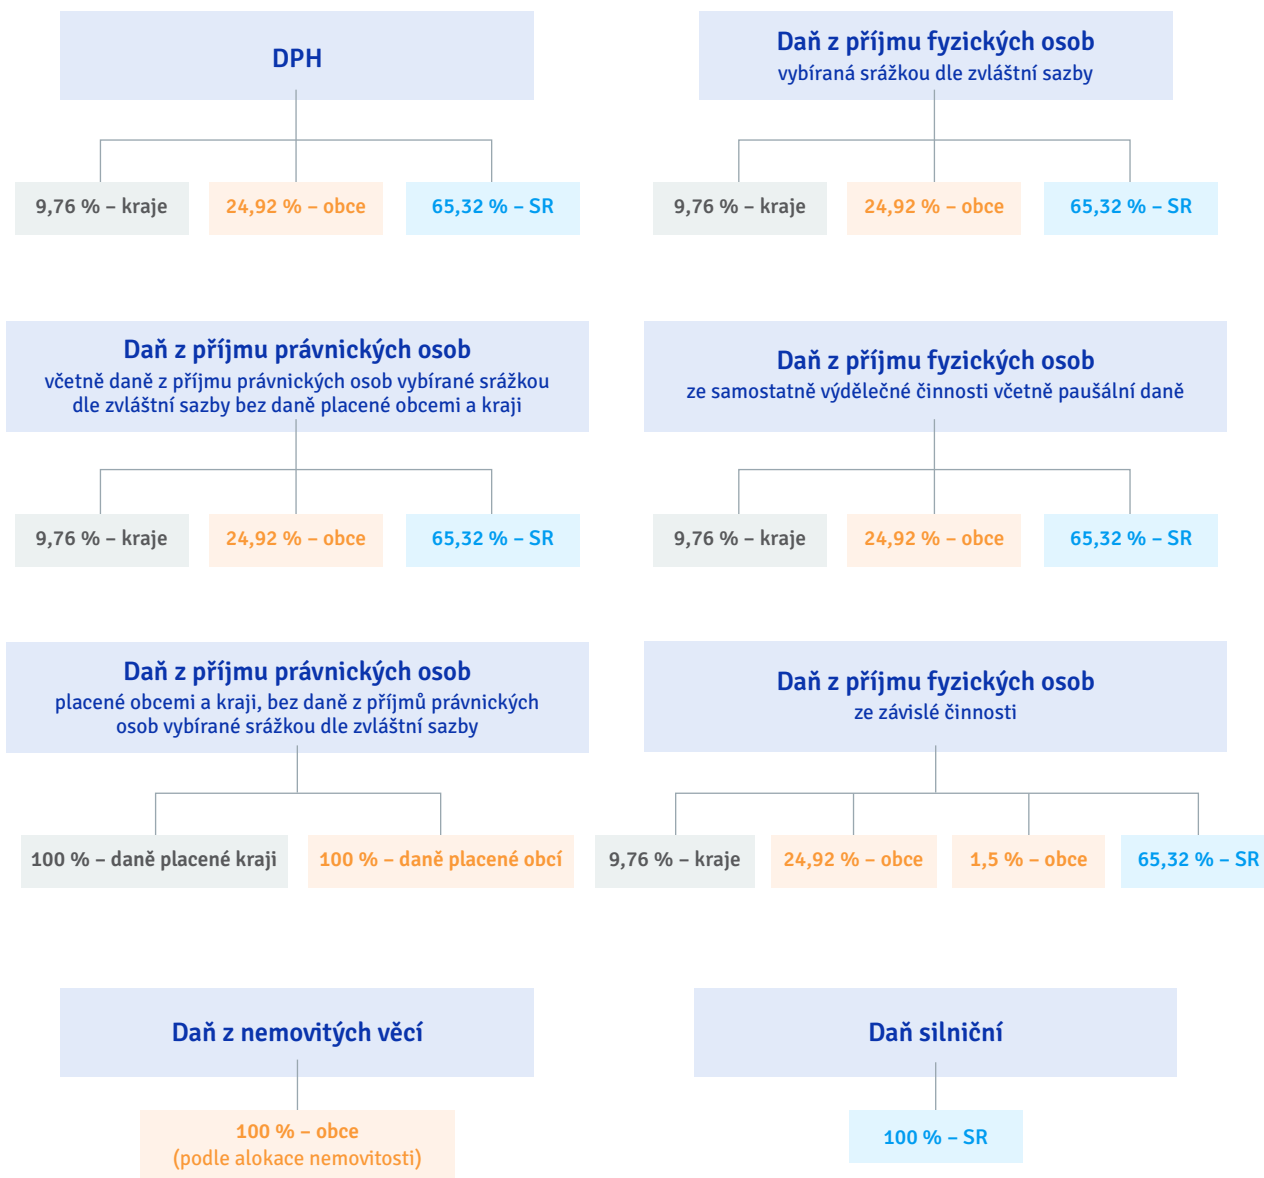 DPH
9,76 % – kraje
24,92 % – obce
65,32 % – SR
Daň z příjmu fyzických osob
vybíraná srážkou dle zvláštní sazby
9,76 % – kraje
24,92 % – obce
65,32 % – SR
Daň z příjmu právnických osob
včetně daně z příjmu právnických osob vybírané srážkou
dle zvláštní sazby bez daně placené obcemi a kraji
9,76 % – kraje
24,92 % – obce
65,32 % – SR
Daň z příjmu fyzických osob
ze samostatně výdělečné činnosti včetně paušální daně
9,76 % – kraje
24,92 % – obce
65,32 % – SR
Daň z příjmu právnických osob
placené obcemi a kraji, bez daně z příjmů právnických
osob vybírané srážkou dle zvláštní sazby
100 % – daně placené kraji
100 % – daně placené obcí
Daň z příjmu fyzických osob
ze závislé činnosti
9,76 % – kraje
24,92 % – obce
1,5 % – obce
65,32 % – SR
Daň z nemovitých věcí
100 % – obce
(podle alokace nemovitosti)
Daň silniční
100 % – SR